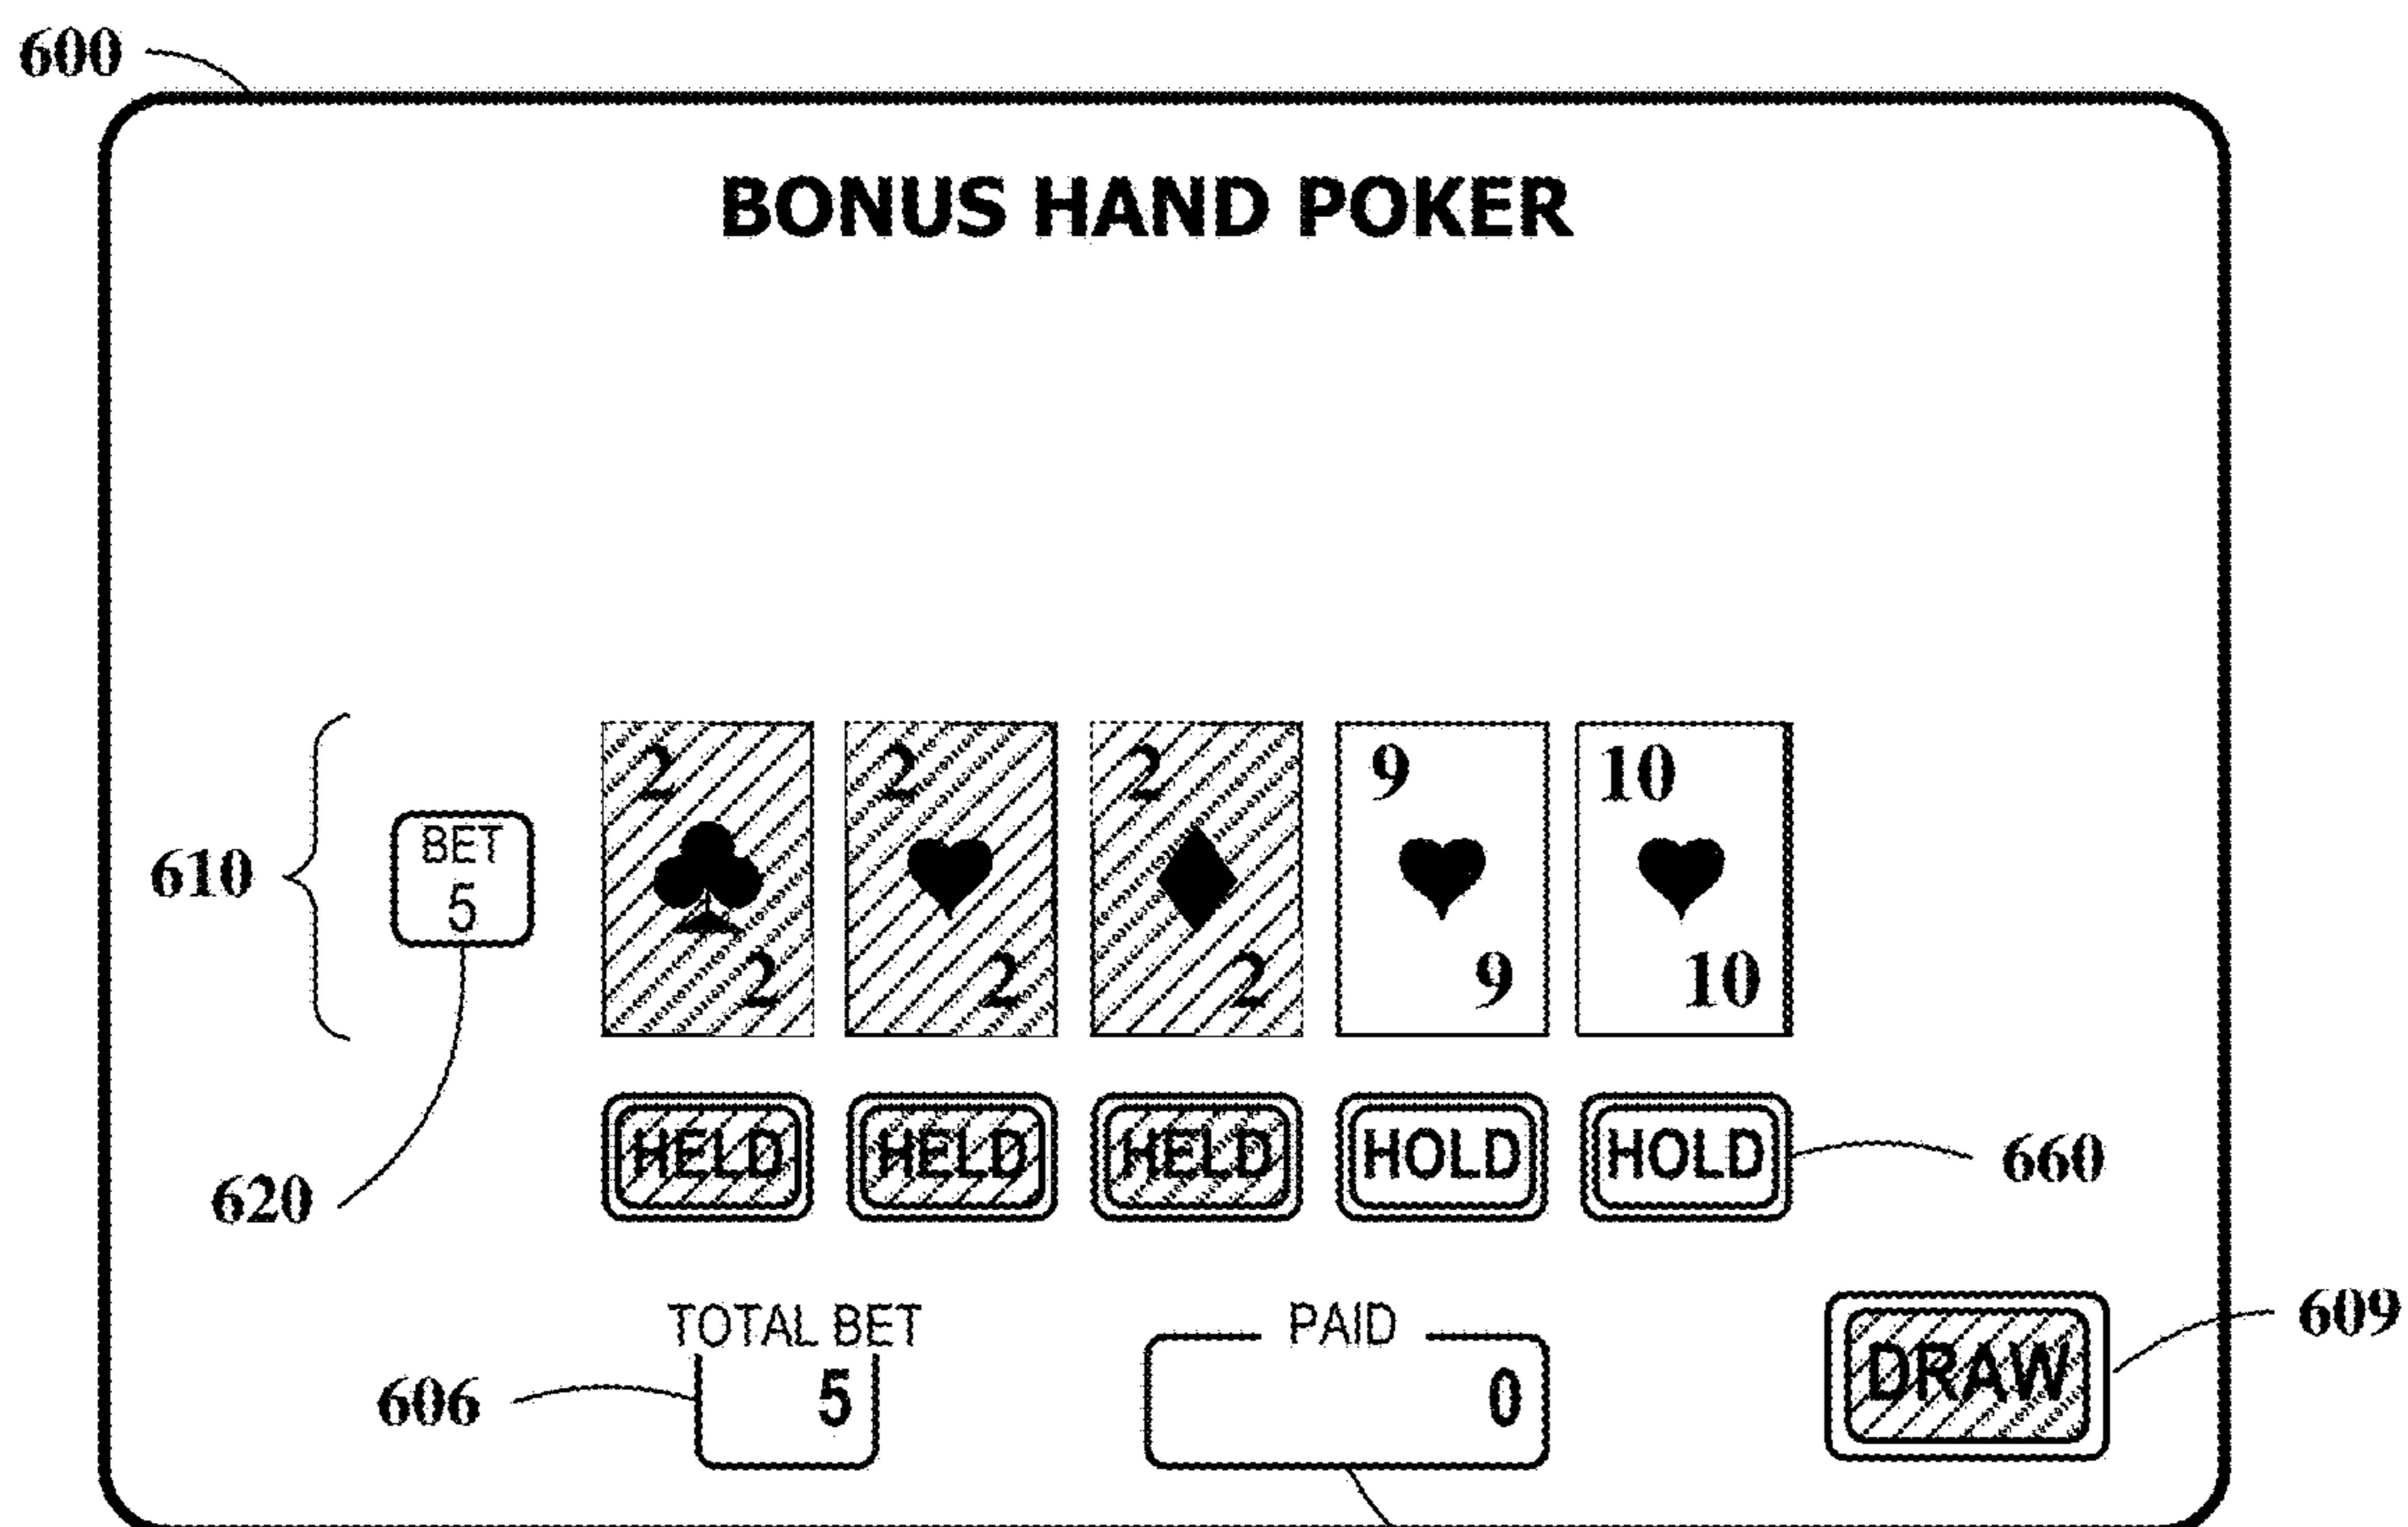 600
BONUS HAND POKER
2 2 2 9 10
BET
610
5
2 2 2 9 10
HELD HELD HELD HOLD HOLD
660
620
TOTAL BET PAID
609
5 0 DRAW
606